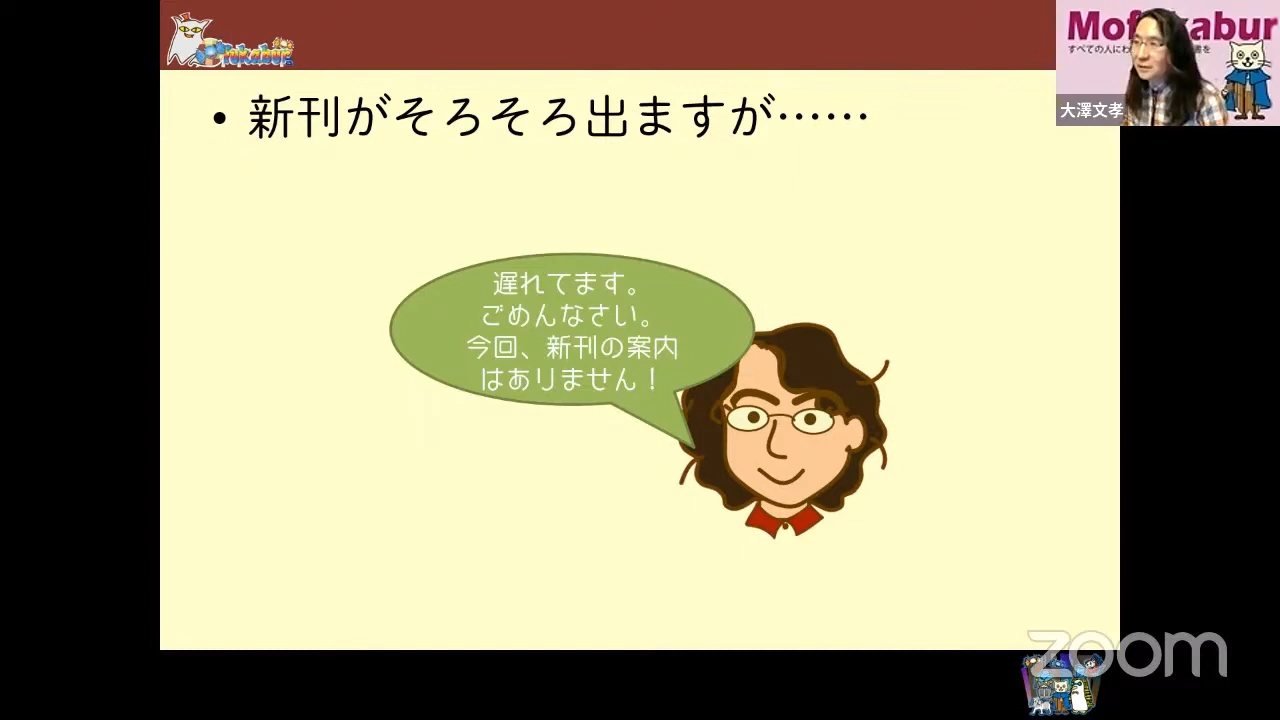 Mofukabur
・新刊がそろそろ出ますが……
遅れてます。
ごめんなさい。
今回、新刊の案内
はありません！
大澤文孝
zoom